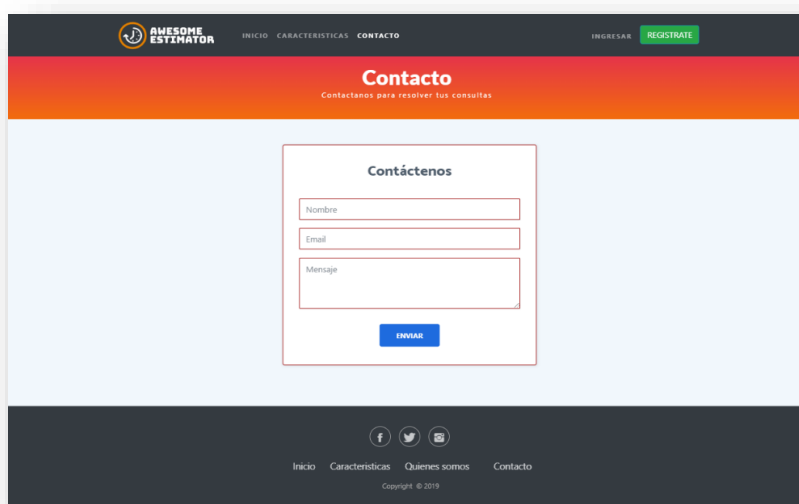 AWESOME
ESTIMATOR
INICIO CARACTERISTICAS CONTACTO
INGRESAR REGISTRATE
Contacto
Contactanos para resolver tus consultas
Contáctenos
Nombre
Email
Mensaje
ENVIAR
Inicio Caracteristicas Quienes somos Contacto
Copyright © 2019